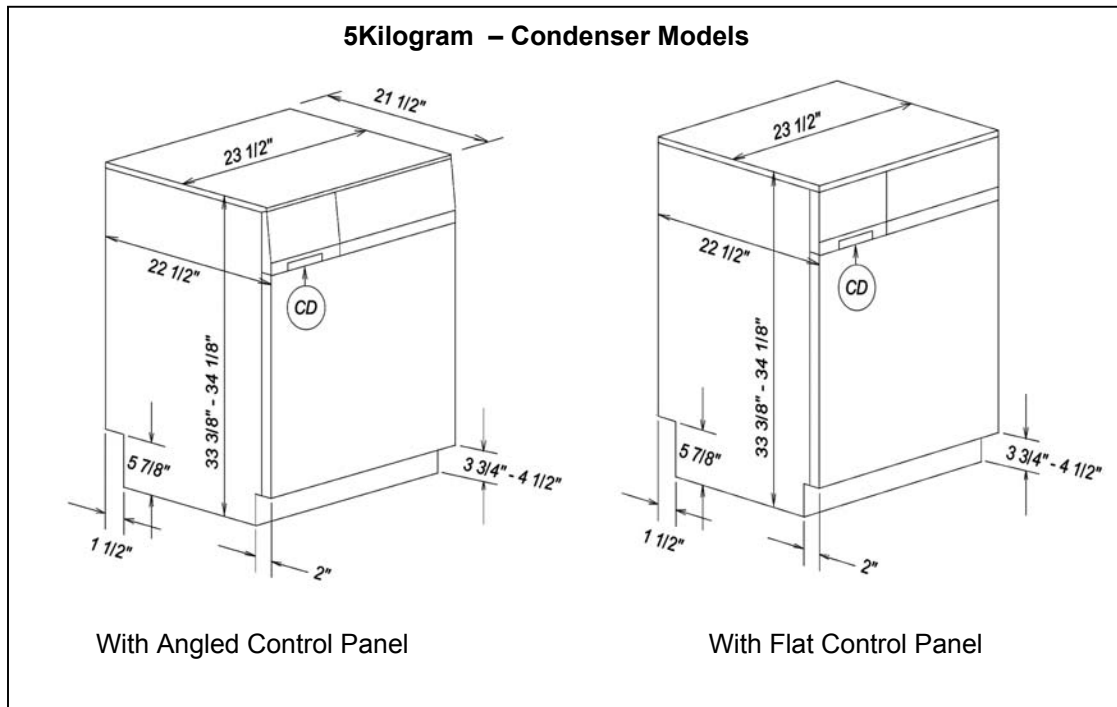 5Kilogram – Condenser Models
21 1/2"
23 1/2"
22 1/2"
CD
33 3/8" - 34 1/8"
5 7/8"
3 3/4" - 4 1/2"
1 1/2"
2"
With Angled Control Panel
23 1/2"
22 1/2"
CD
33 3/8" - 34 1/8"
5 7/8"
3 3/4" - 4 1/2"
1 1/2"
2"
With Flat Control Panel